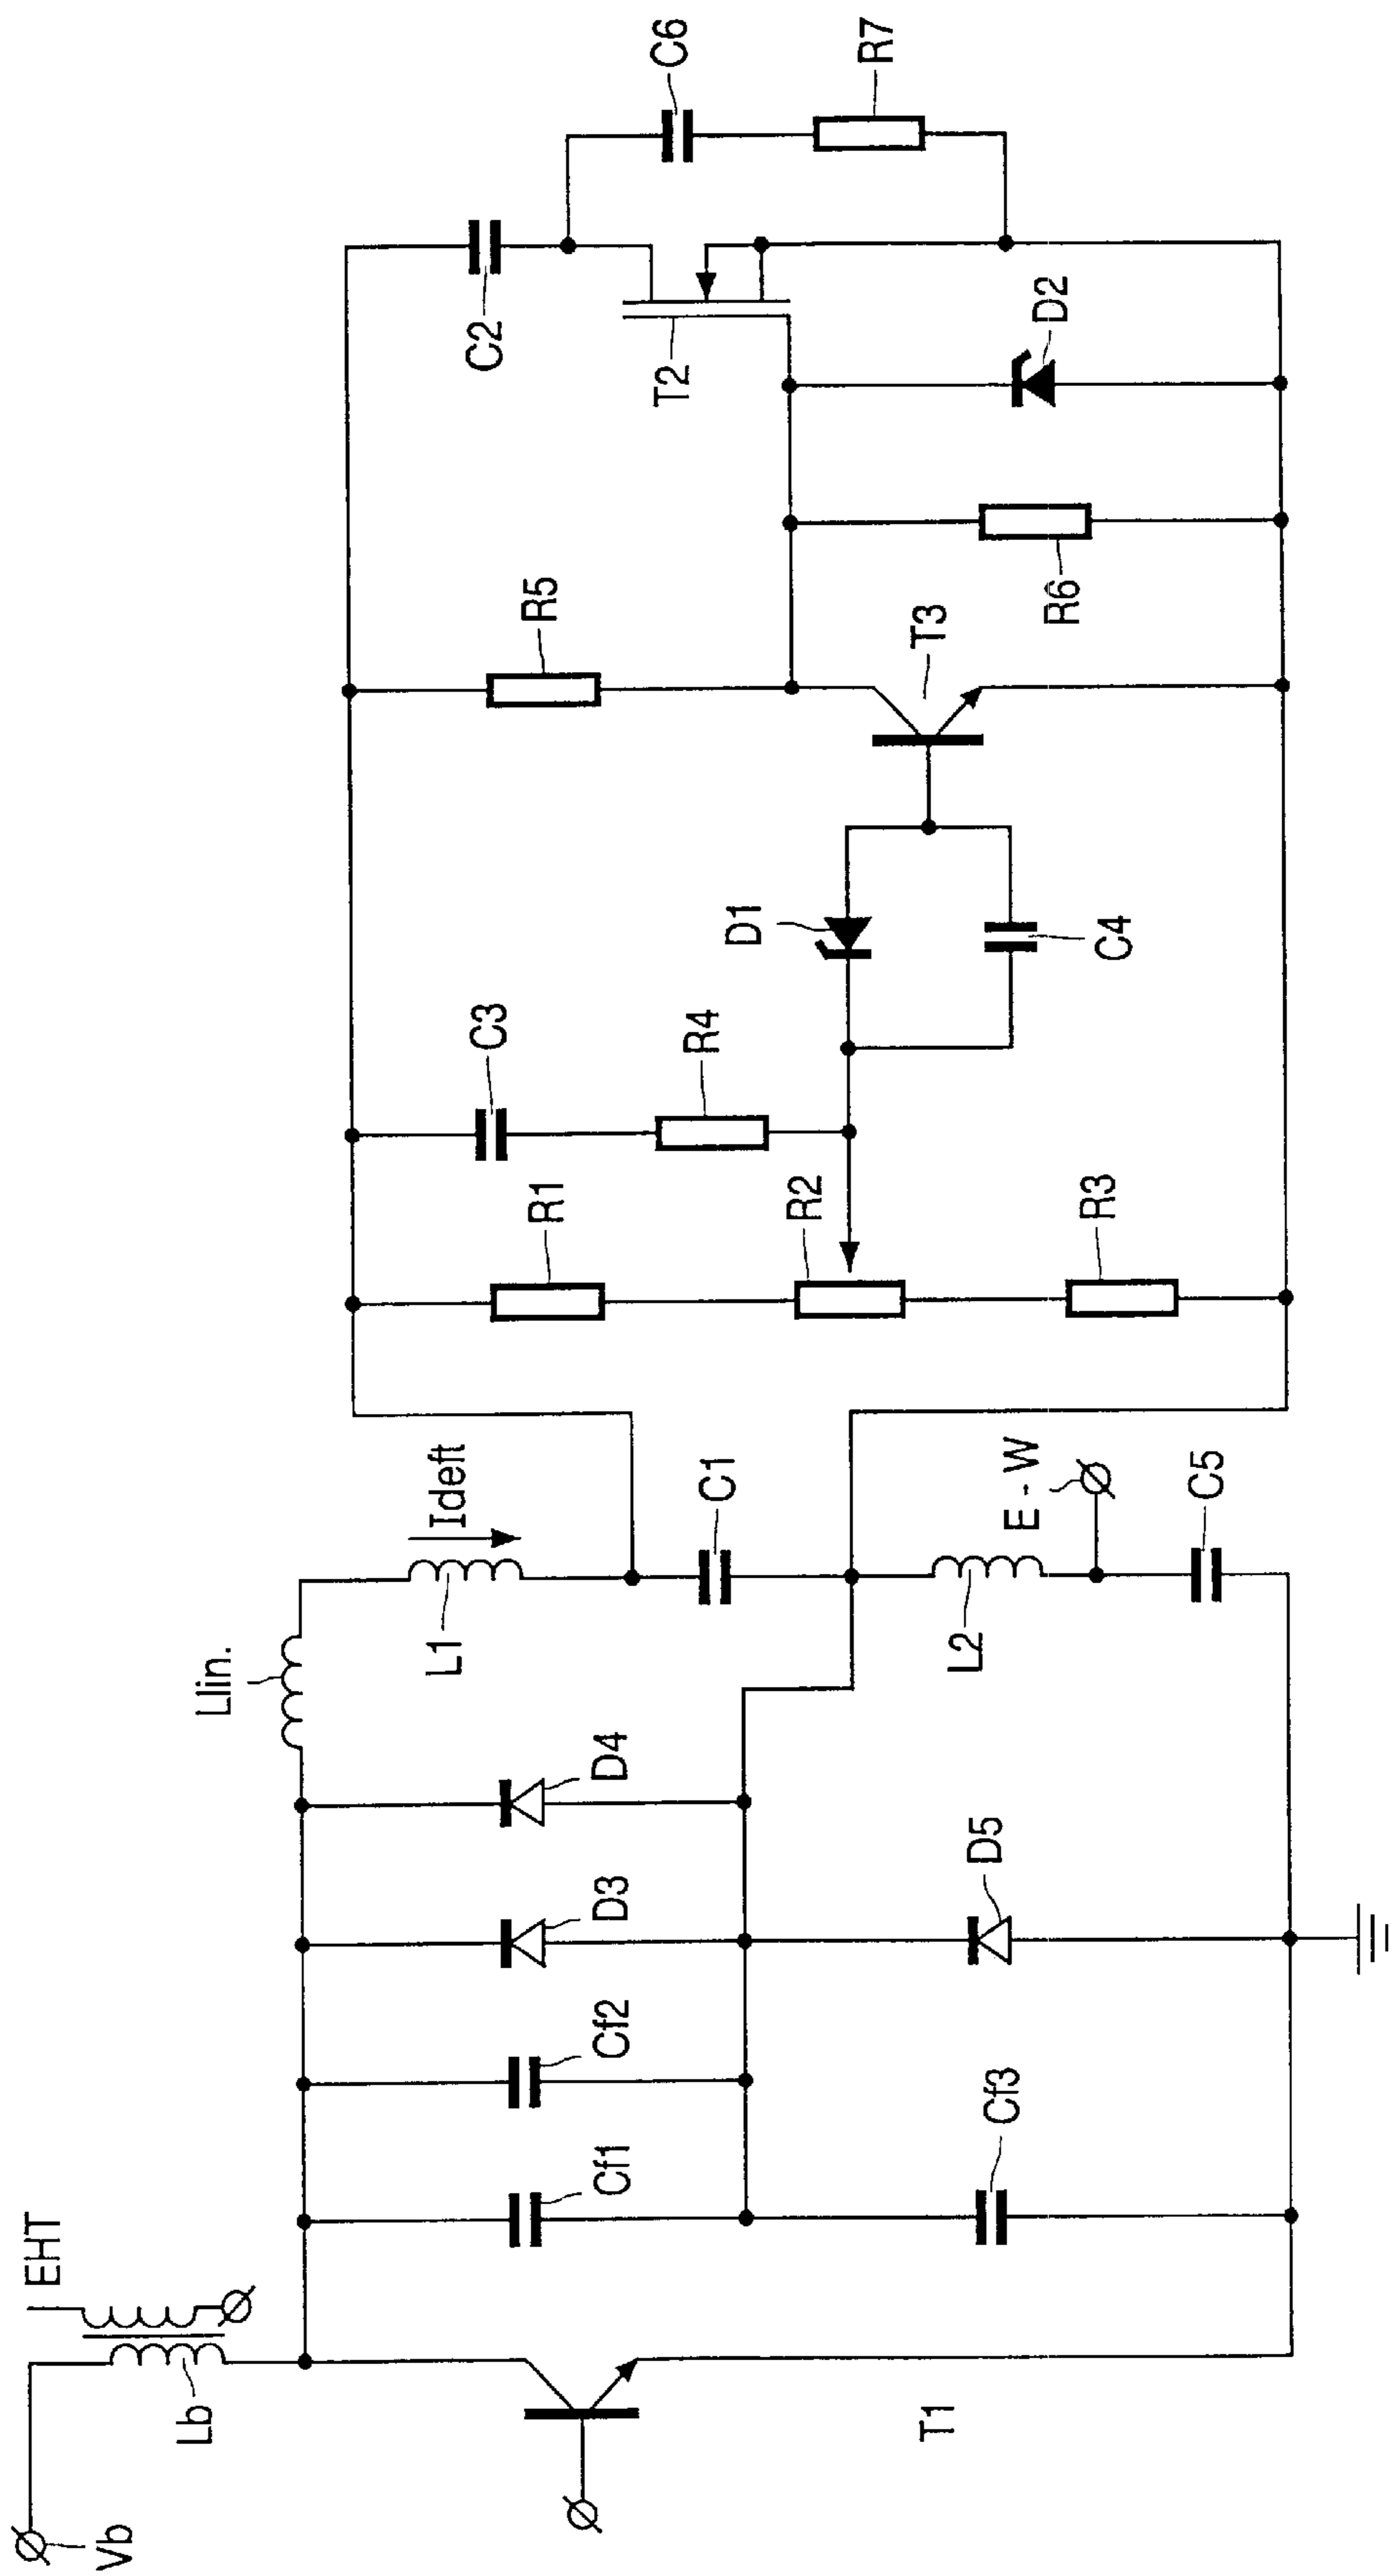 Vb
Lb
EHT
T1
Cf1
Cf2
D3
D4
Cf3
D5
Llin.
L1
Ideft
C1
L2
E - W
C5
R1
R2
R3
C3
R4
D1
C4
R5
T3
R6
T2
D2
C2
C6
R7